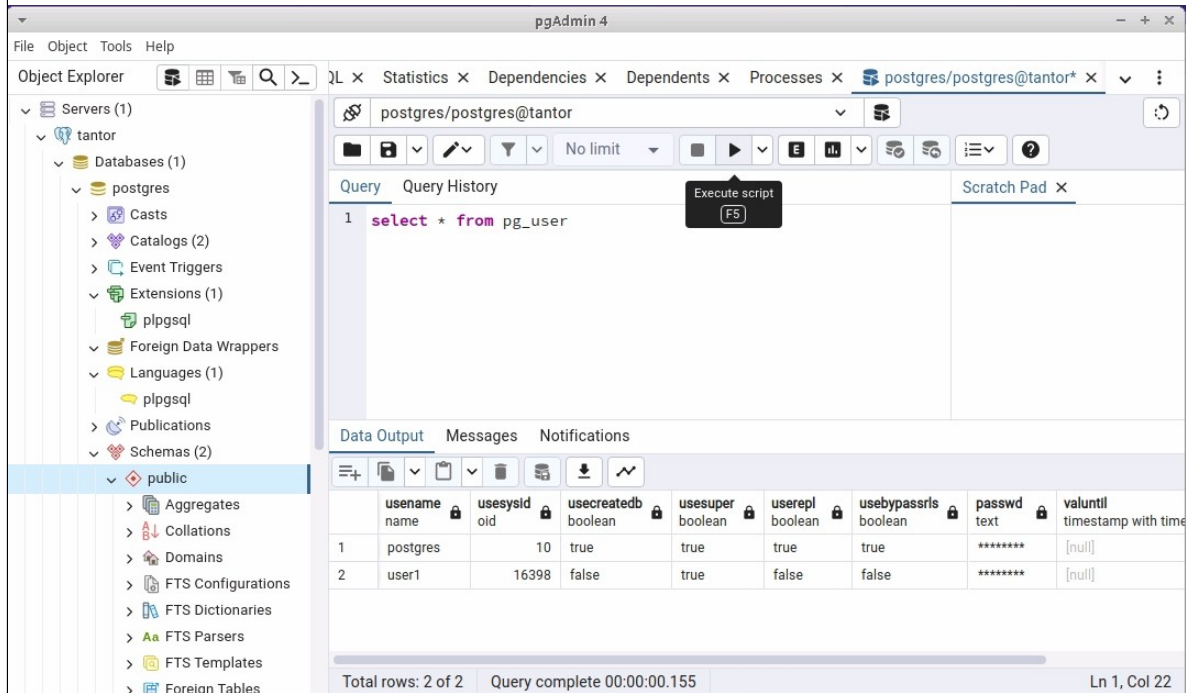 pgAdmin 4
File Object Tools Help
Object Explorer
QL Statistics Dependencies Dependents Processes postgres/postgres@tantor*
Servers (1)
tantor
Databases (1)
postgres
Casts
Catalogs (2)
Event Triggers
Extensions (1)
plpgsql
Foreign Data Wrappers
Languages (1)
plpgsql
Publications
Schemas (2)
public
Aggregates
Collations
Domains
FTS Configurations
FTS Dictionaries
Aa FTS Parsers
FTS Templates
Foreign Tables
postgres/postgres@tantor
No limit
E
Execute script
F5
Query Query History
Scratch Pad
1 select * from pg_user
Data Output Messages Notifications
usename usesysid usecreatedb usesuper userepl usebypassrls passwd valuntil
name oid boolean boolean boolean boolean text timestamp with time
1 postgres 10 true true true true ******** [null]
2 user1 16398 false true false false ******** [null]
Total rows: 2 of 2 Query complete 00:00:00.155 Ln 1, Col 22